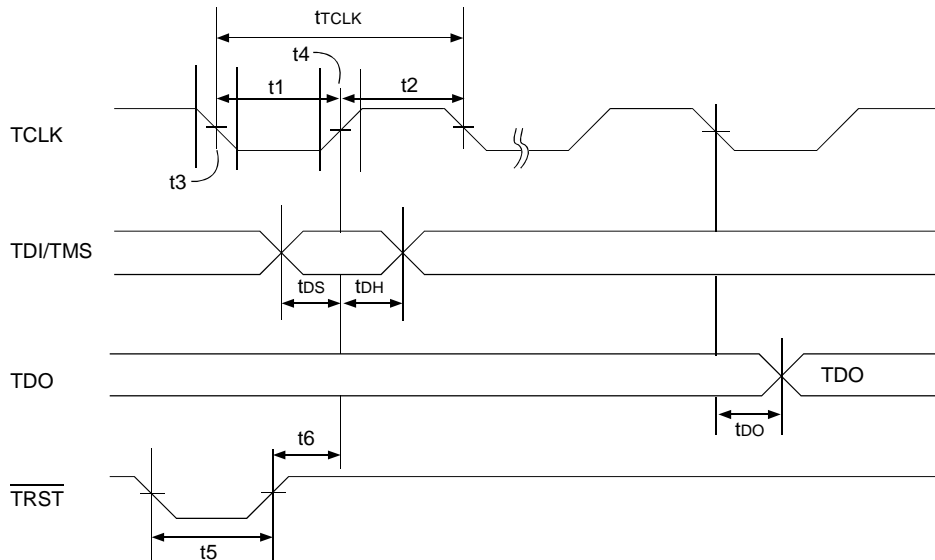 tTCLK
t4
t1 t2
TCLK
t3
TDI/TMS
tDS tDH
TDO TDO
tDO
t6
TRST
t5